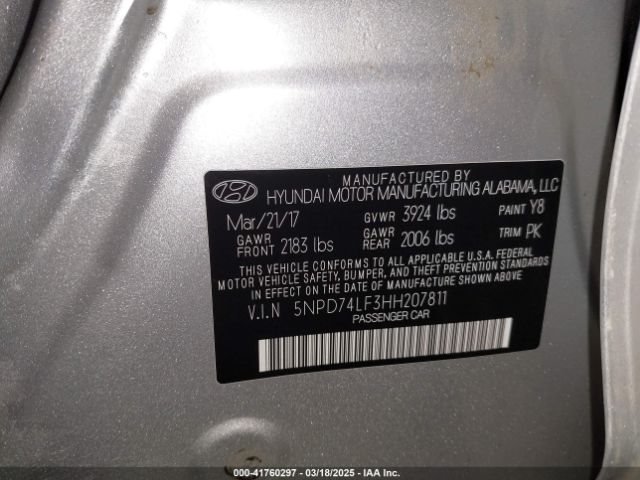 MANUFACTURED BY
HYUNDAI MOTOR MANUFACTURING ALABAMA, LLC
Mar/21/17 GVWR 3924 lbs PAINT Y8
GAWR FRONT 2183 lbs GAWR REAR 2006 lbs TRIM PK
THIS VEHICLE CONFORMS TO ALL APPLICABLE U.S.A. FEDERAL
MOTOR VEHICLE SAFETY, BUMPER, AND THEFT PREVENTION STANDARDS
IN EFFECT ON THE DATE OF MANUFACTURE SHOWN ABOVE.
V.I.N 5NPD74LF3HH207811
PASSENGER CAR
000-41760297 - 03/18/2025 - IAA Inc.